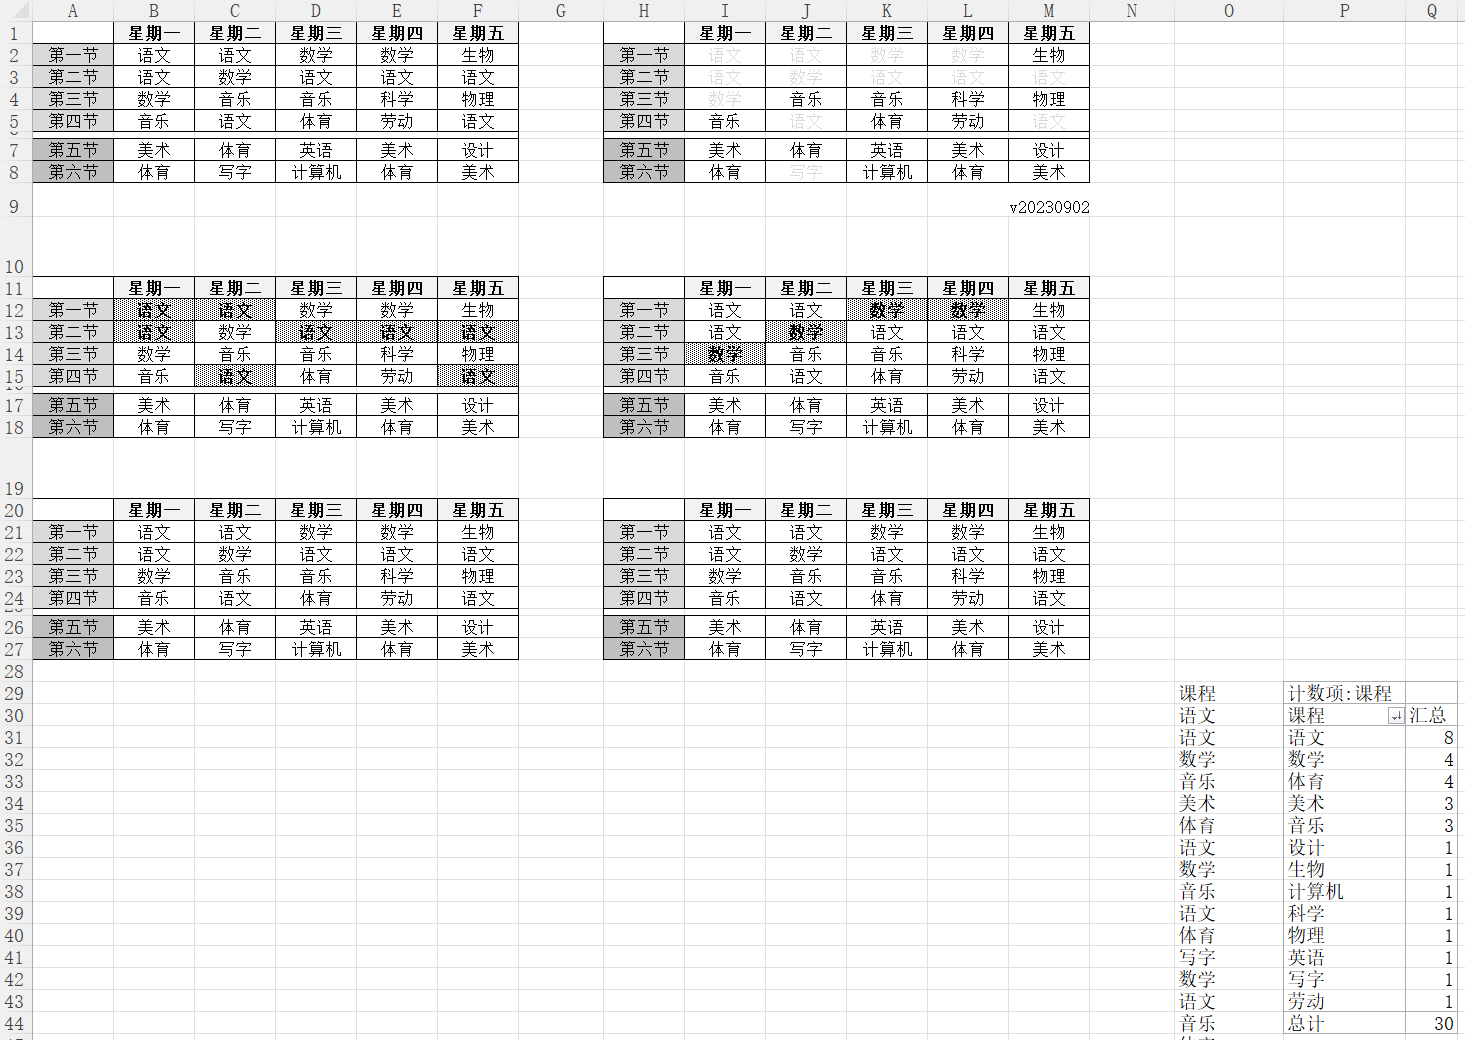 A B C D E F G H I J K L M N O P Q
1 星期一 星期二 星期三 星期四 星期五 星期一 星期二 星期三 星期四 星期五
2 第一节 语文 语文 数学 数学 生物 第一节 语文 语文 数学 数学 生物
3 第二节 语文 数学 语文 语文 语文 第二节 语文 数学 语文 语文 语文
4 第三节 数学 音乐 音乐 科学 物理 第三节 数学 音乐 音乐 科学 物理
5 第四节 音乐 语文 体育 劳动 语文 第四节 音乐 语文 体育 劳动 语文
7 第五节 美术 体育 英语 美术 设计 第五节 美术 体育 英语 美术 设计
8 第六节 体育 写字 计算机 体育 美术 第六节 体育 写字 计算机 体育 美术
9 v20230902
10
11 星期一 星期二 星期三 星期四 星期五 星期一 星期二 星期三 星期四 星期五
12 第一节 语文 语文 数学 数学 生物 第一节 语文 语文 数学 数学 生物
13 第二节 语文 数学 语文 语文 语文 第二节 语文 数学 语文 语文 语文
14 第三节 数学 音乐 音乐 科学 物理 第三节 数学 音乐 音乐 科学 物理
15 第四节 音乐 语文 体育 劳动 语文 第四节 音乐 语文 体育 劳动 语文
17 第五节 美术 体育 英语 美术 设计 第五节 美术 体育 英语 美术 设计
18 第六节 体育 写字 计算机 体育 美术 第六节 体育 写字 计算机 体育 美术
19
20 星期一 星期二 星期三 星期四 星期五 星期一 星期二 星期三 星期四 星期五
21 第一节 语文 语文 数学 数学 生物 第一节 语文 语文 数学 数学 生物
22 第二节 语文 数学 语文 语文 语文 第二节 语文 数学 语文 语文 语文
23 第三节 数学 音乐 音乐 科学 物理 第三节 数学 音乐 音乐 科学 物理
24 第四节 音乐 语文 体育 劳动 语文 第四节 音乐 语文 体育 劳动 语文
26 第五节 美术 体育 英语 美术 设计 第五节 美术 体育 英语 美术 设计
27 第六节 体育 写字 计算机 体育 美术 第六节 体育 写字 计算机 体育 美术
28
29 课程 计数项:课程
30 语文 课程 汇总
31 语文 语文 8
32 数学 数学 4
33 音乐 体育 4
34 美术 美术 3
35 体育 音乐 3
36 语文 设计 1
37 数学 生物 1
38 音乐 计算机 1
39 语文 科学 1
40 体育 物理 1
41 写字 英语 1
42 数学 写字 1
43 语文 劳动 1
44 音乐 总计 30